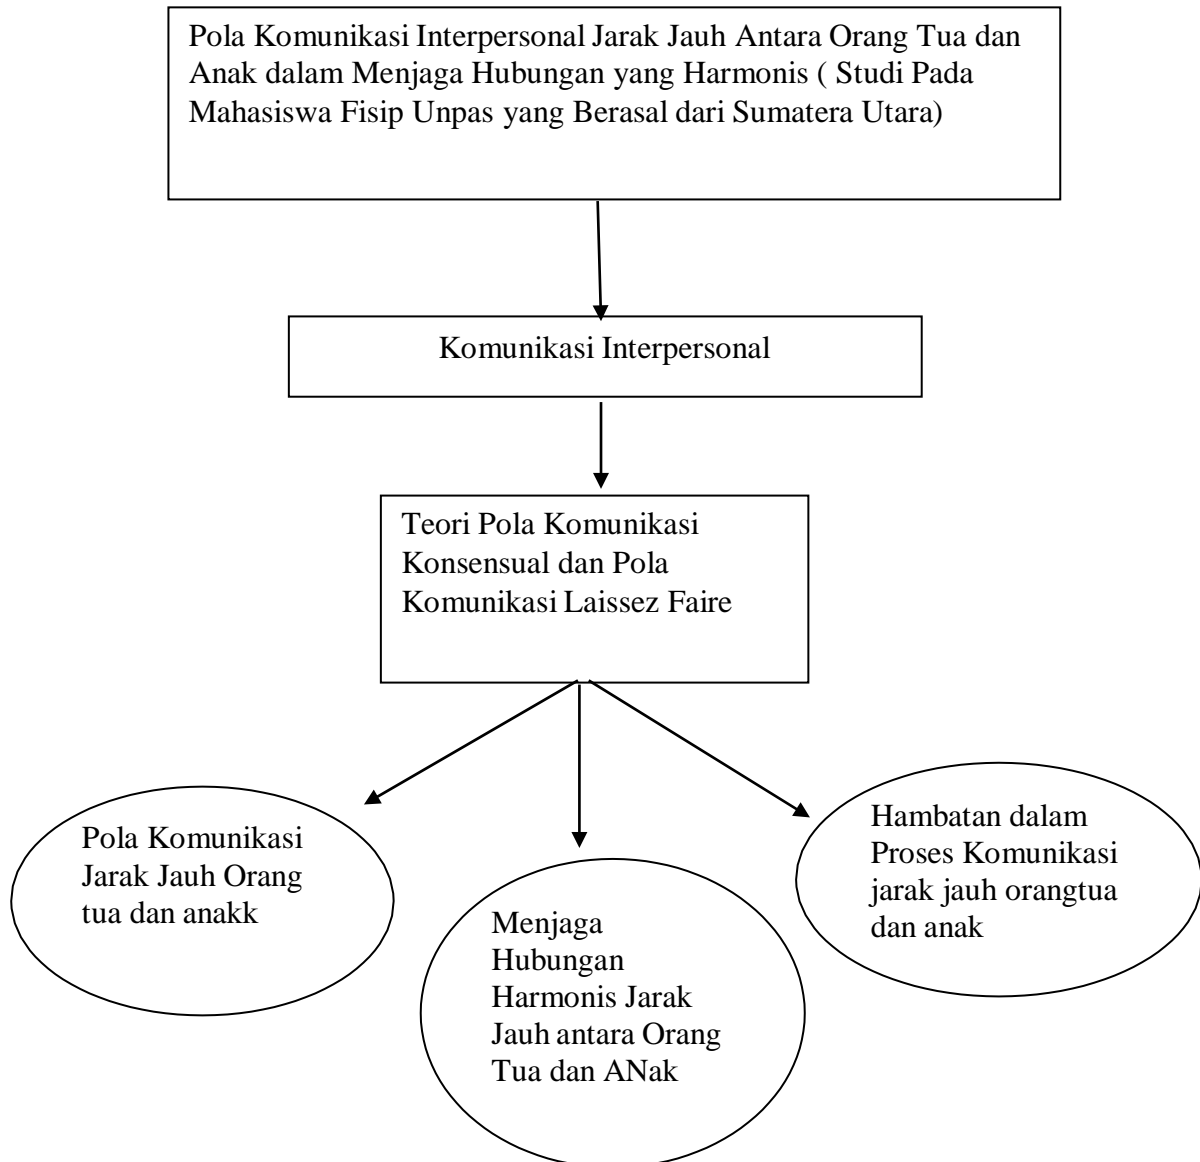 Pola Komunikasi Interpersonal Jarak Jauh Antara Orang Tua dan
Anak dalam Menjaga Hubungan yang Harmonis ( Studi Pada
Mahasiswa Fisip Unpas yang Berasal dari Sumatera Utara)
Komunikasi Interpersonal
Teori Pola Komunikasi
Konsensual dan Pola
Komunikasi Laissez Faire
Pola Komunikasi
Jarak Jauh Orang
tua dan anakk
Menjaga
Hubungan
Harmonis Jarak
Jauh antara Orang
Tua dan ANak
Hambatan dalam
Proses Komunikasi
jarak jauh orangtua
dan anak